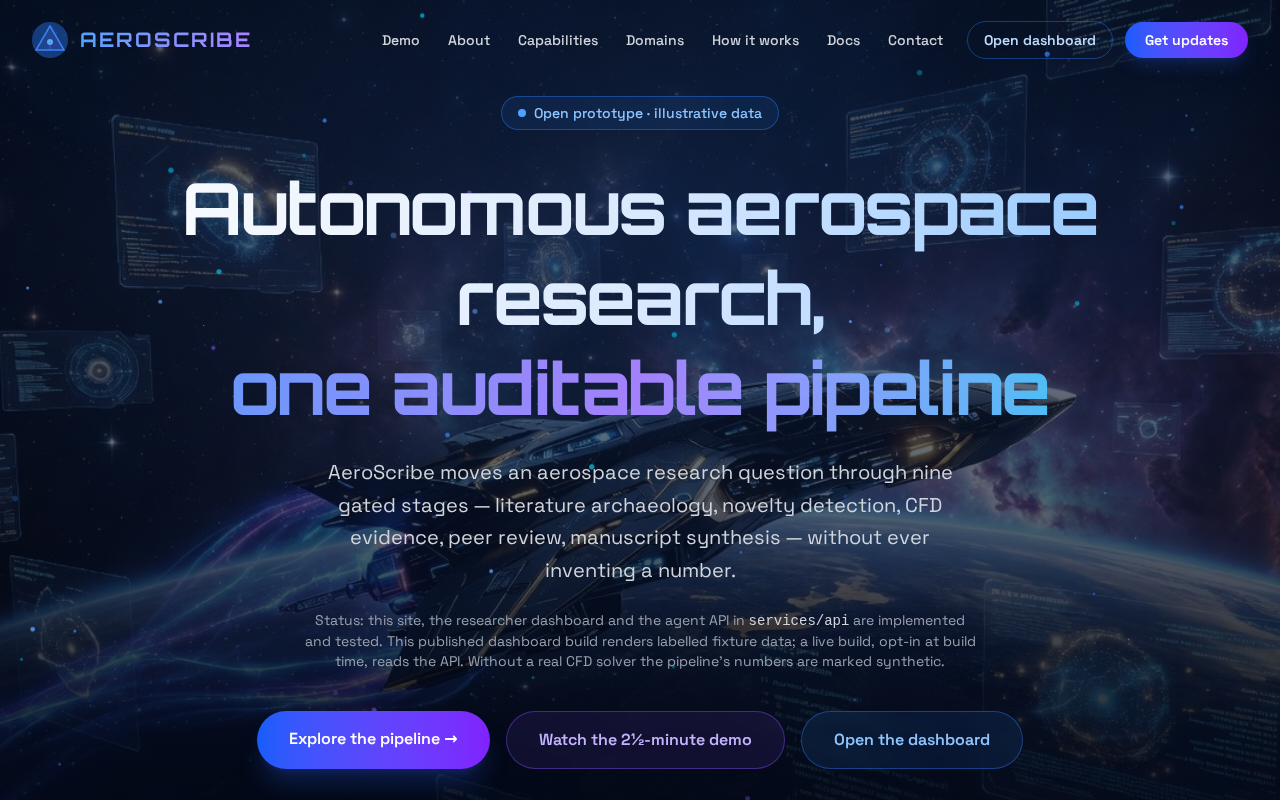 AEROSCRIBE
Demo About Capabilities Domains How it works Docs Contact Open dashboard Get updates
Open prototype · illustrative data
Autonomous aerospace
research,
one auditable pipeline
AeroScribe moves an aerospace research question through nine
gated stages — literature archaeology, novelty detection, CFD
evidence, peer review, manuscript synthesis — without ever
inventing a number.
Status: this site, the researcher dashboard and the agent API in services/api are implemented
and tested. This published dashboard build renders labelled fixture data; a live build, opt-in at build
time, reads the API. Without a real CFD solver the pipeline's numbers are marked synthetic.
Explore the pipeline → Watch the 2½-minute demo Open the dashboard